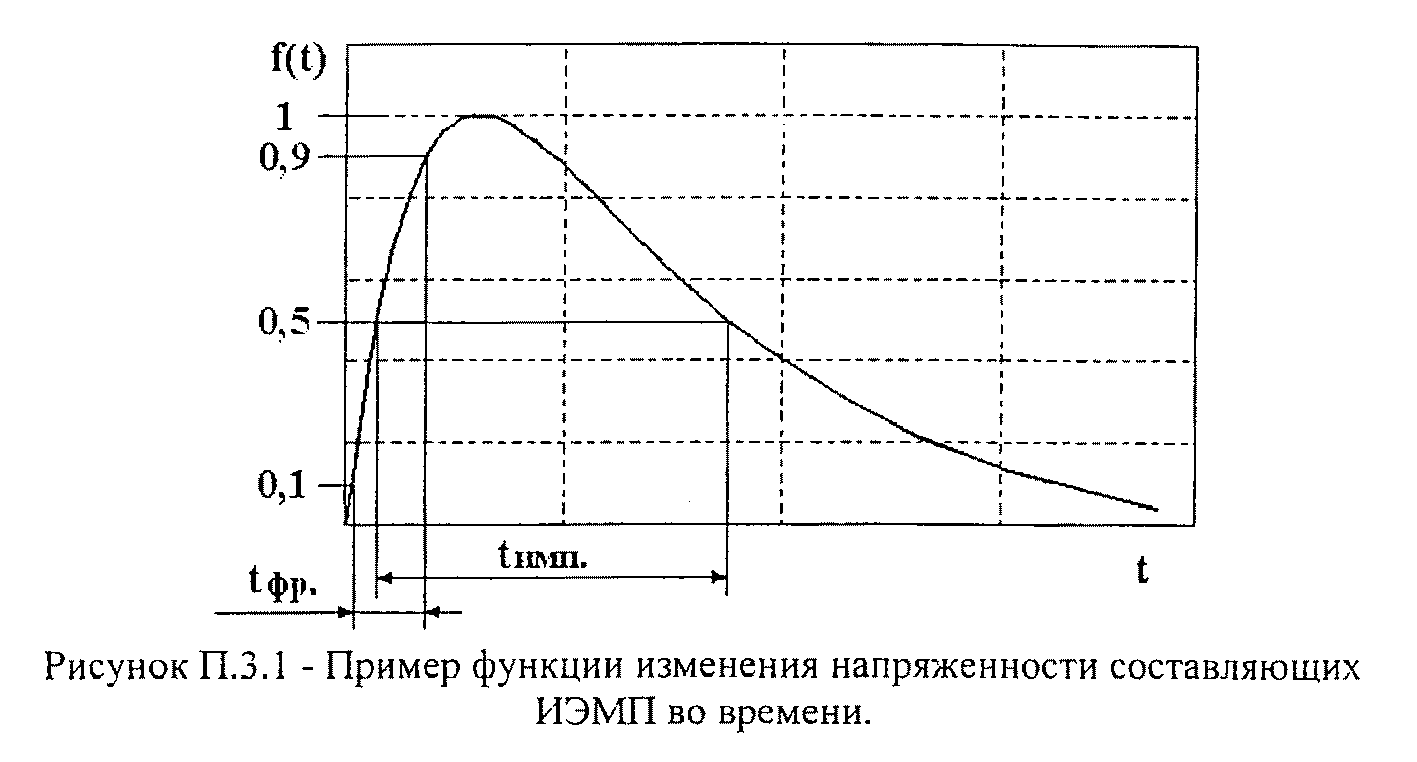 f(t)
1
0,9
0,5
0,1
tимп.
t
tфр.
Рисунок П.3.1 - Пример функции изменения напряженности составляющих
ИЭМП во времени.